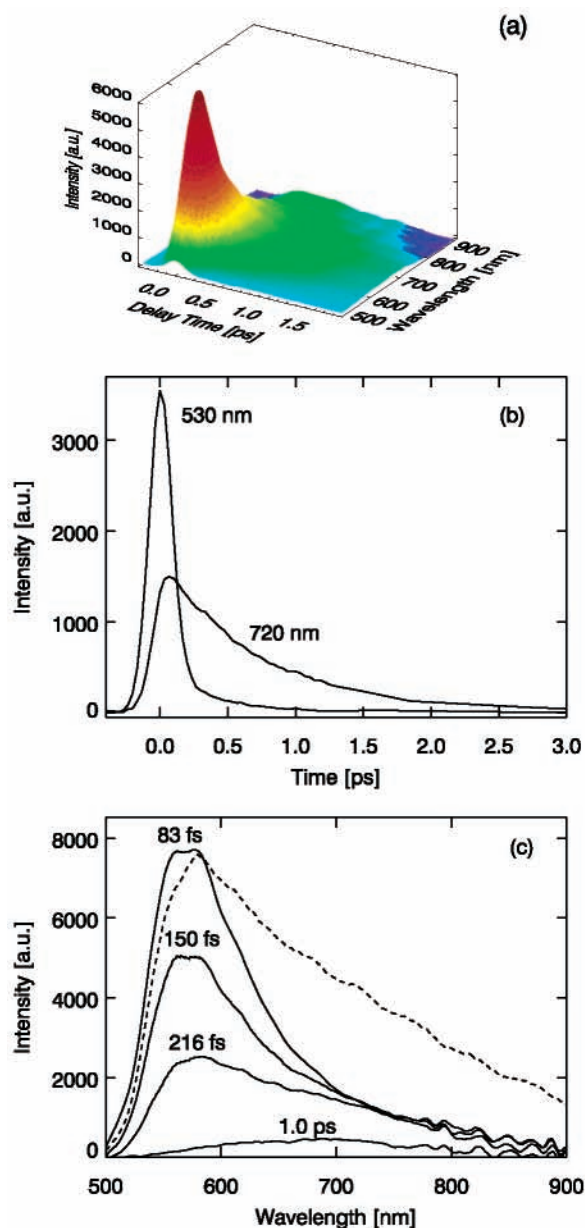 (a)
6000
5000
4000
3000
2000
1000
0
Intensity [a.u.]
0.0 0.5 1.0 1.5
Delay Time [ps]
500 600 700 800 900
Wavelength [nm]
(b)
530 nm
720 nm
3000
2000
1000
0
Intensity [a.u.]
0.0 0.5 1.0 1.5 2.0 2.5 3.0
Time [ps]
(c)
83 fs
150 fs
216 fs
1.0 ps
8000
6000
4000
2000
0
Intensity [a.u.]
500 600 700 800 900
Wavelength [nm]